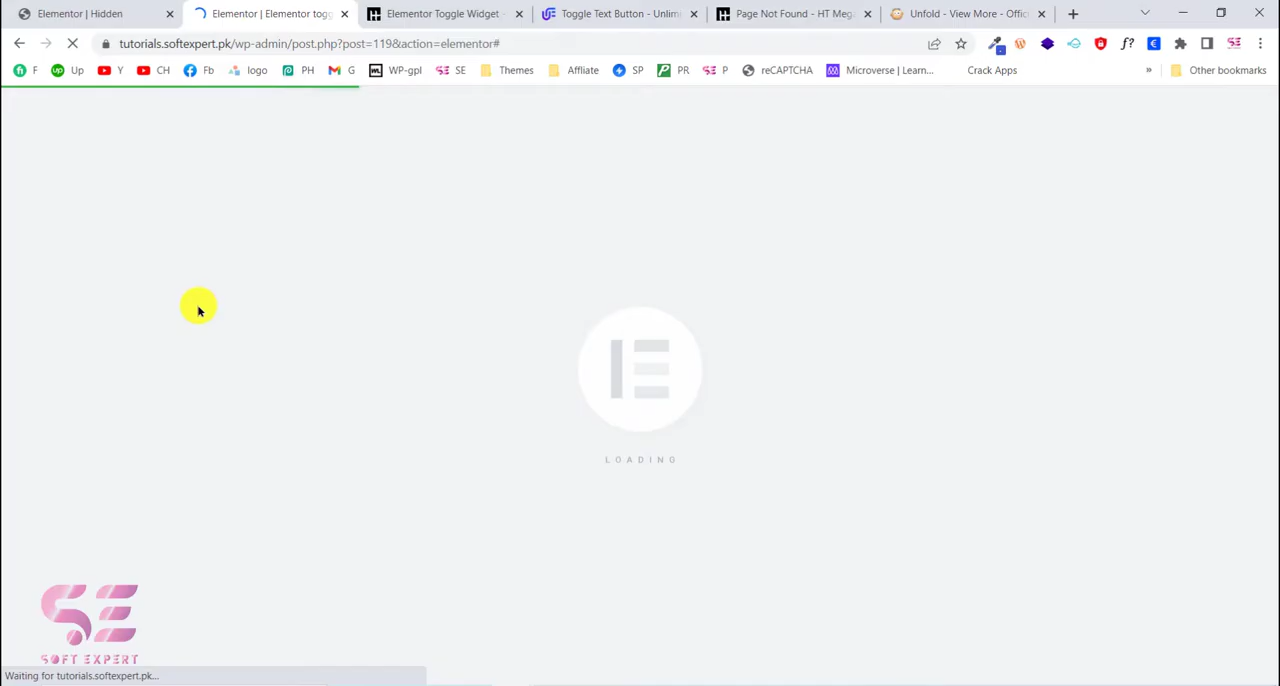 Elementor | Hidden
Elementor | Elementor togg
Elementor Toggle Widget -
Toggle Text Button - Unlimi
Page Not Found - HT Mega
Unfold - View More - Offic
tutorials.softexpert.pk/wp-admin/post.php?post=119&action=elementor#
F
Up
Y
CH
Fb
logo
PH
G
WP-gpl
SE
Themes
Affliate
SP
PR
P
reCAPTCHA
Microverse | Learn...
Crack Apps
»
Other bookmarks
LOADING
SE
SOFT EXPERT
Waiting for tutorials.softexpert.pk...